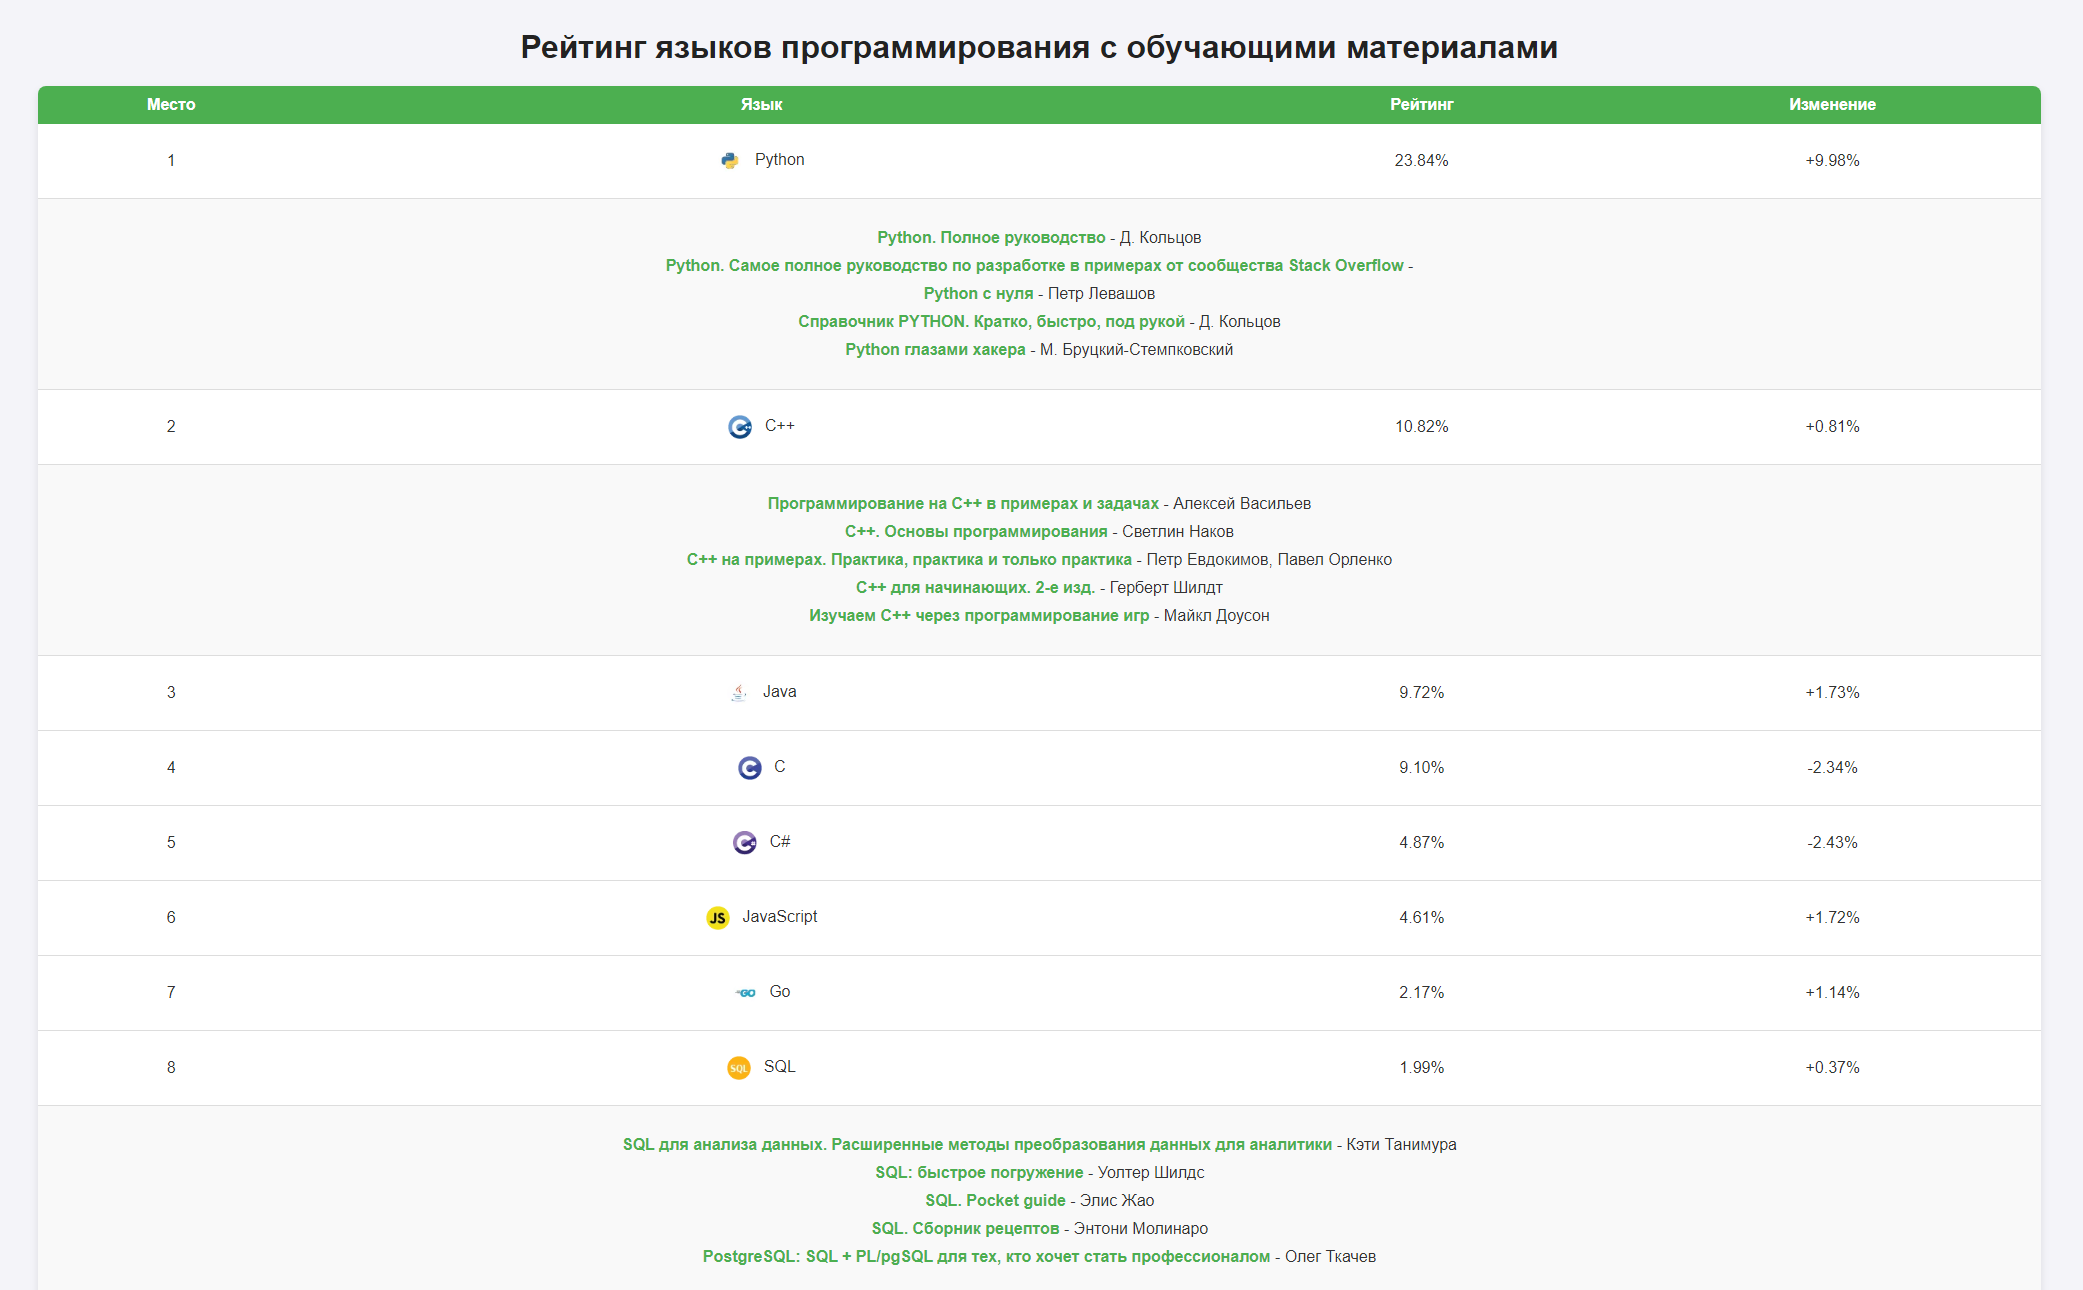 Рейтинг языков программирования с обучающими материалами
Место Язык Рейтинг Изменение
1 Python 23.84% +9.98%
Python. Полное руководство - Д. Кольцов
Python. Самое полное руководство по разработке в примерах от сообщества Stack Overflow -
Python с нуля - Петр Левашов
Справочник PYTHON. Кратко, быстро, под рукой - Д. Кольцов
Python глазами хакера - М. Бруцкий-Стемпковский
2 C++ 10.82% +0.81%
Программирование на C++ в примерах и задачах - Алексей Васильев
C++. Основы программирования - Светлин Наков
C++ на примерах. Практика, практика и только практика - Петр Евдокимов, Павел Орленко
C++ для начинающих. 2-е изд. - Герберт Шилдт
Изучаем C++ через программирование игр - Майкл Доусон
3 Java 9.72% +1.73%
4 C 9.10% -2.34%
5 C# 4.87% -2.43%
6 JS JavaScript 4.61% +1.72%
7 GO Go 2.17% +1.14%
8 SQL SQL 1.99% +0.37%
SQL для анализа данных. Расширенные методы преобразования данных для аналитики - Кэти Танимура
SQL: быстрое погружение - Уолтер Шилдс
SQL. Pocket guide - Элис Жао
SQL. Сборник рецептов - Энтони Молинаро
PostgreSQL: SQL + PL/pgSQL для тех, кто хочет стать профессионалом - Олег Ткачев